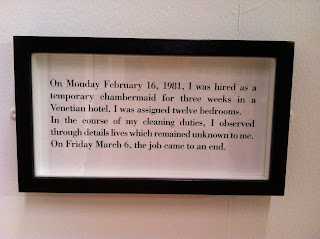 On Monday February 16, 1981, I was hired as a
temporary chambermaid for three weeks in a
Venetian hotel. I was assigned twelve bedrooms.
In the course of my cleaning duties, I observed
through details lives which remained unknown to me.
On Friday March 6, the job came to an end.